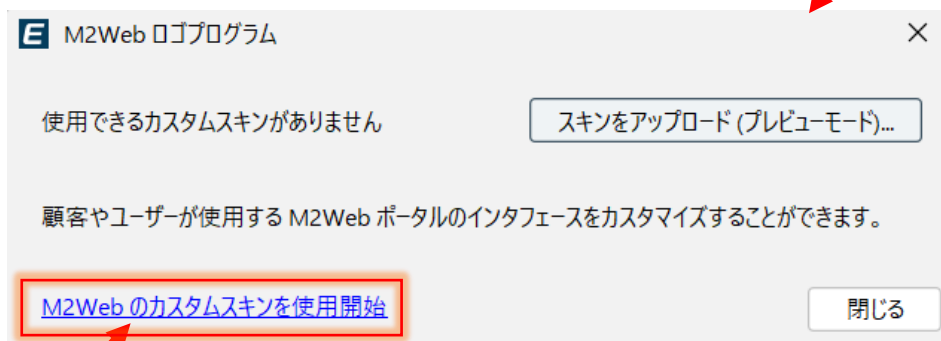 M2Web ロゴプログラム
使用できるカスタムスキンがありません
スキンをアップロード (プレビューモード)...
顧客やユーザーが使用する M2Web ポータルのインタフェースをカスタマイズすることができます。
M2Web のカスタムスキンを使用開始
閉じる